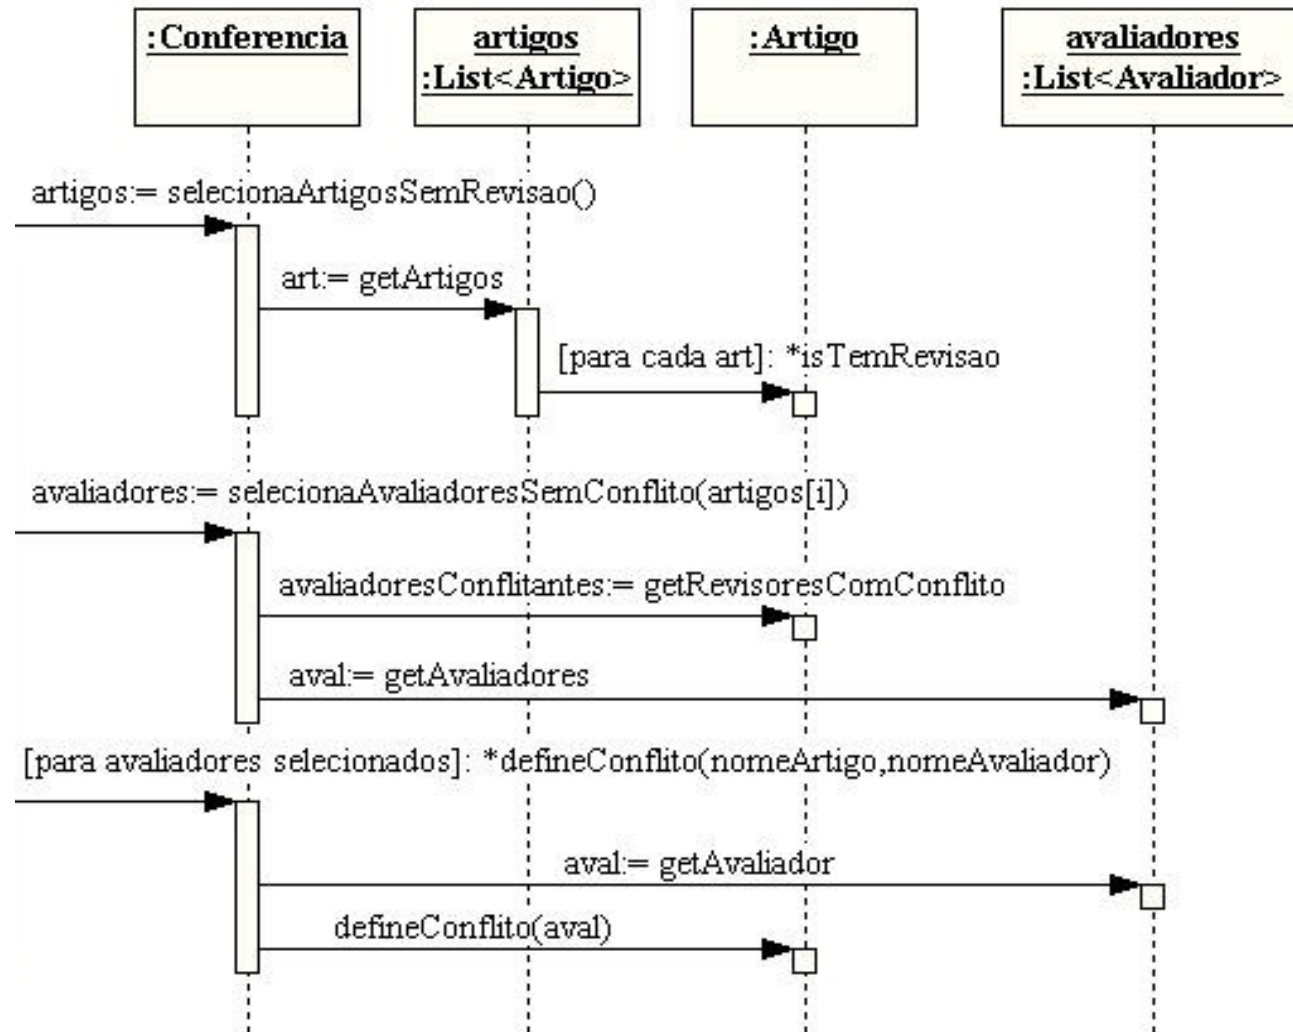 :Conferencia
artigos
:List<Artigo>
:Artigo
avaliadores
:List<Avaliador>
artigos:= selecionaArtigosSemRevisao()
art:= getArtigos
[para cada art]: *isTemRevisao
avaliadores:= selecionaAvaliadoresSemConflito(artigos[i])
avaliadoresConflitantes:= getRevisoresComConflito
aval:= getAvaliadores
[para avaliadores selecionados]: *defineConflito(nomeArtigo,nomeAvaliador)
aval:= getAvaliador
defineConflito(aval)